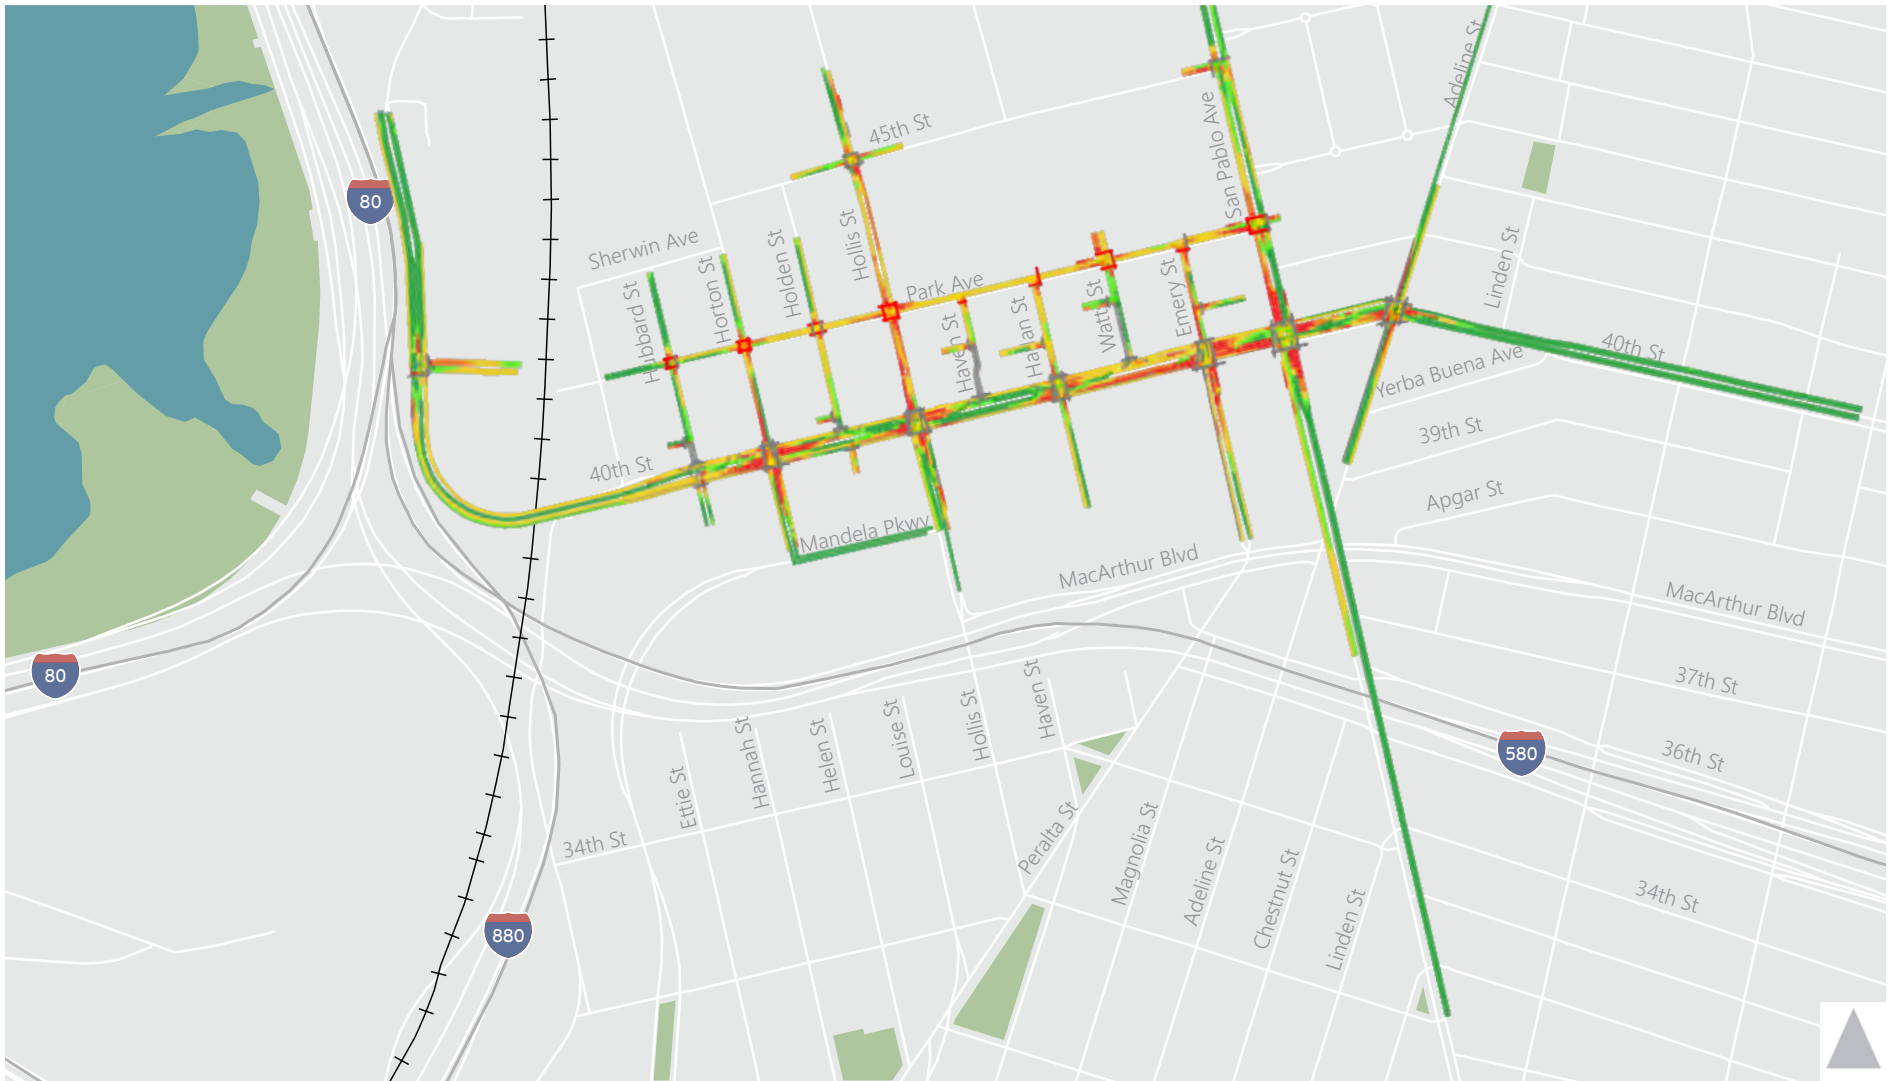 Adeline St
45th St
San Pablo Ave
80
Hollis St
Sherwin Ave
Horton St
Holden St
Linden St
Park Ave
Hubbard St
Haven St
Harlan St
Watts St
Emery St
40th St
Yerba Buena Ave
39th St
40th St
Apgar St
Mandela Pkwy
MacArthur Blvd
MacArthur Blvd
80
37th St
Haven St
Hollis St
Louise St
Hannah St
Helen St
580
36th St
Ettie St
34th St
Peralta St
Magnolia St
Adeline St
Chestnut St
Linden St
34th St
880